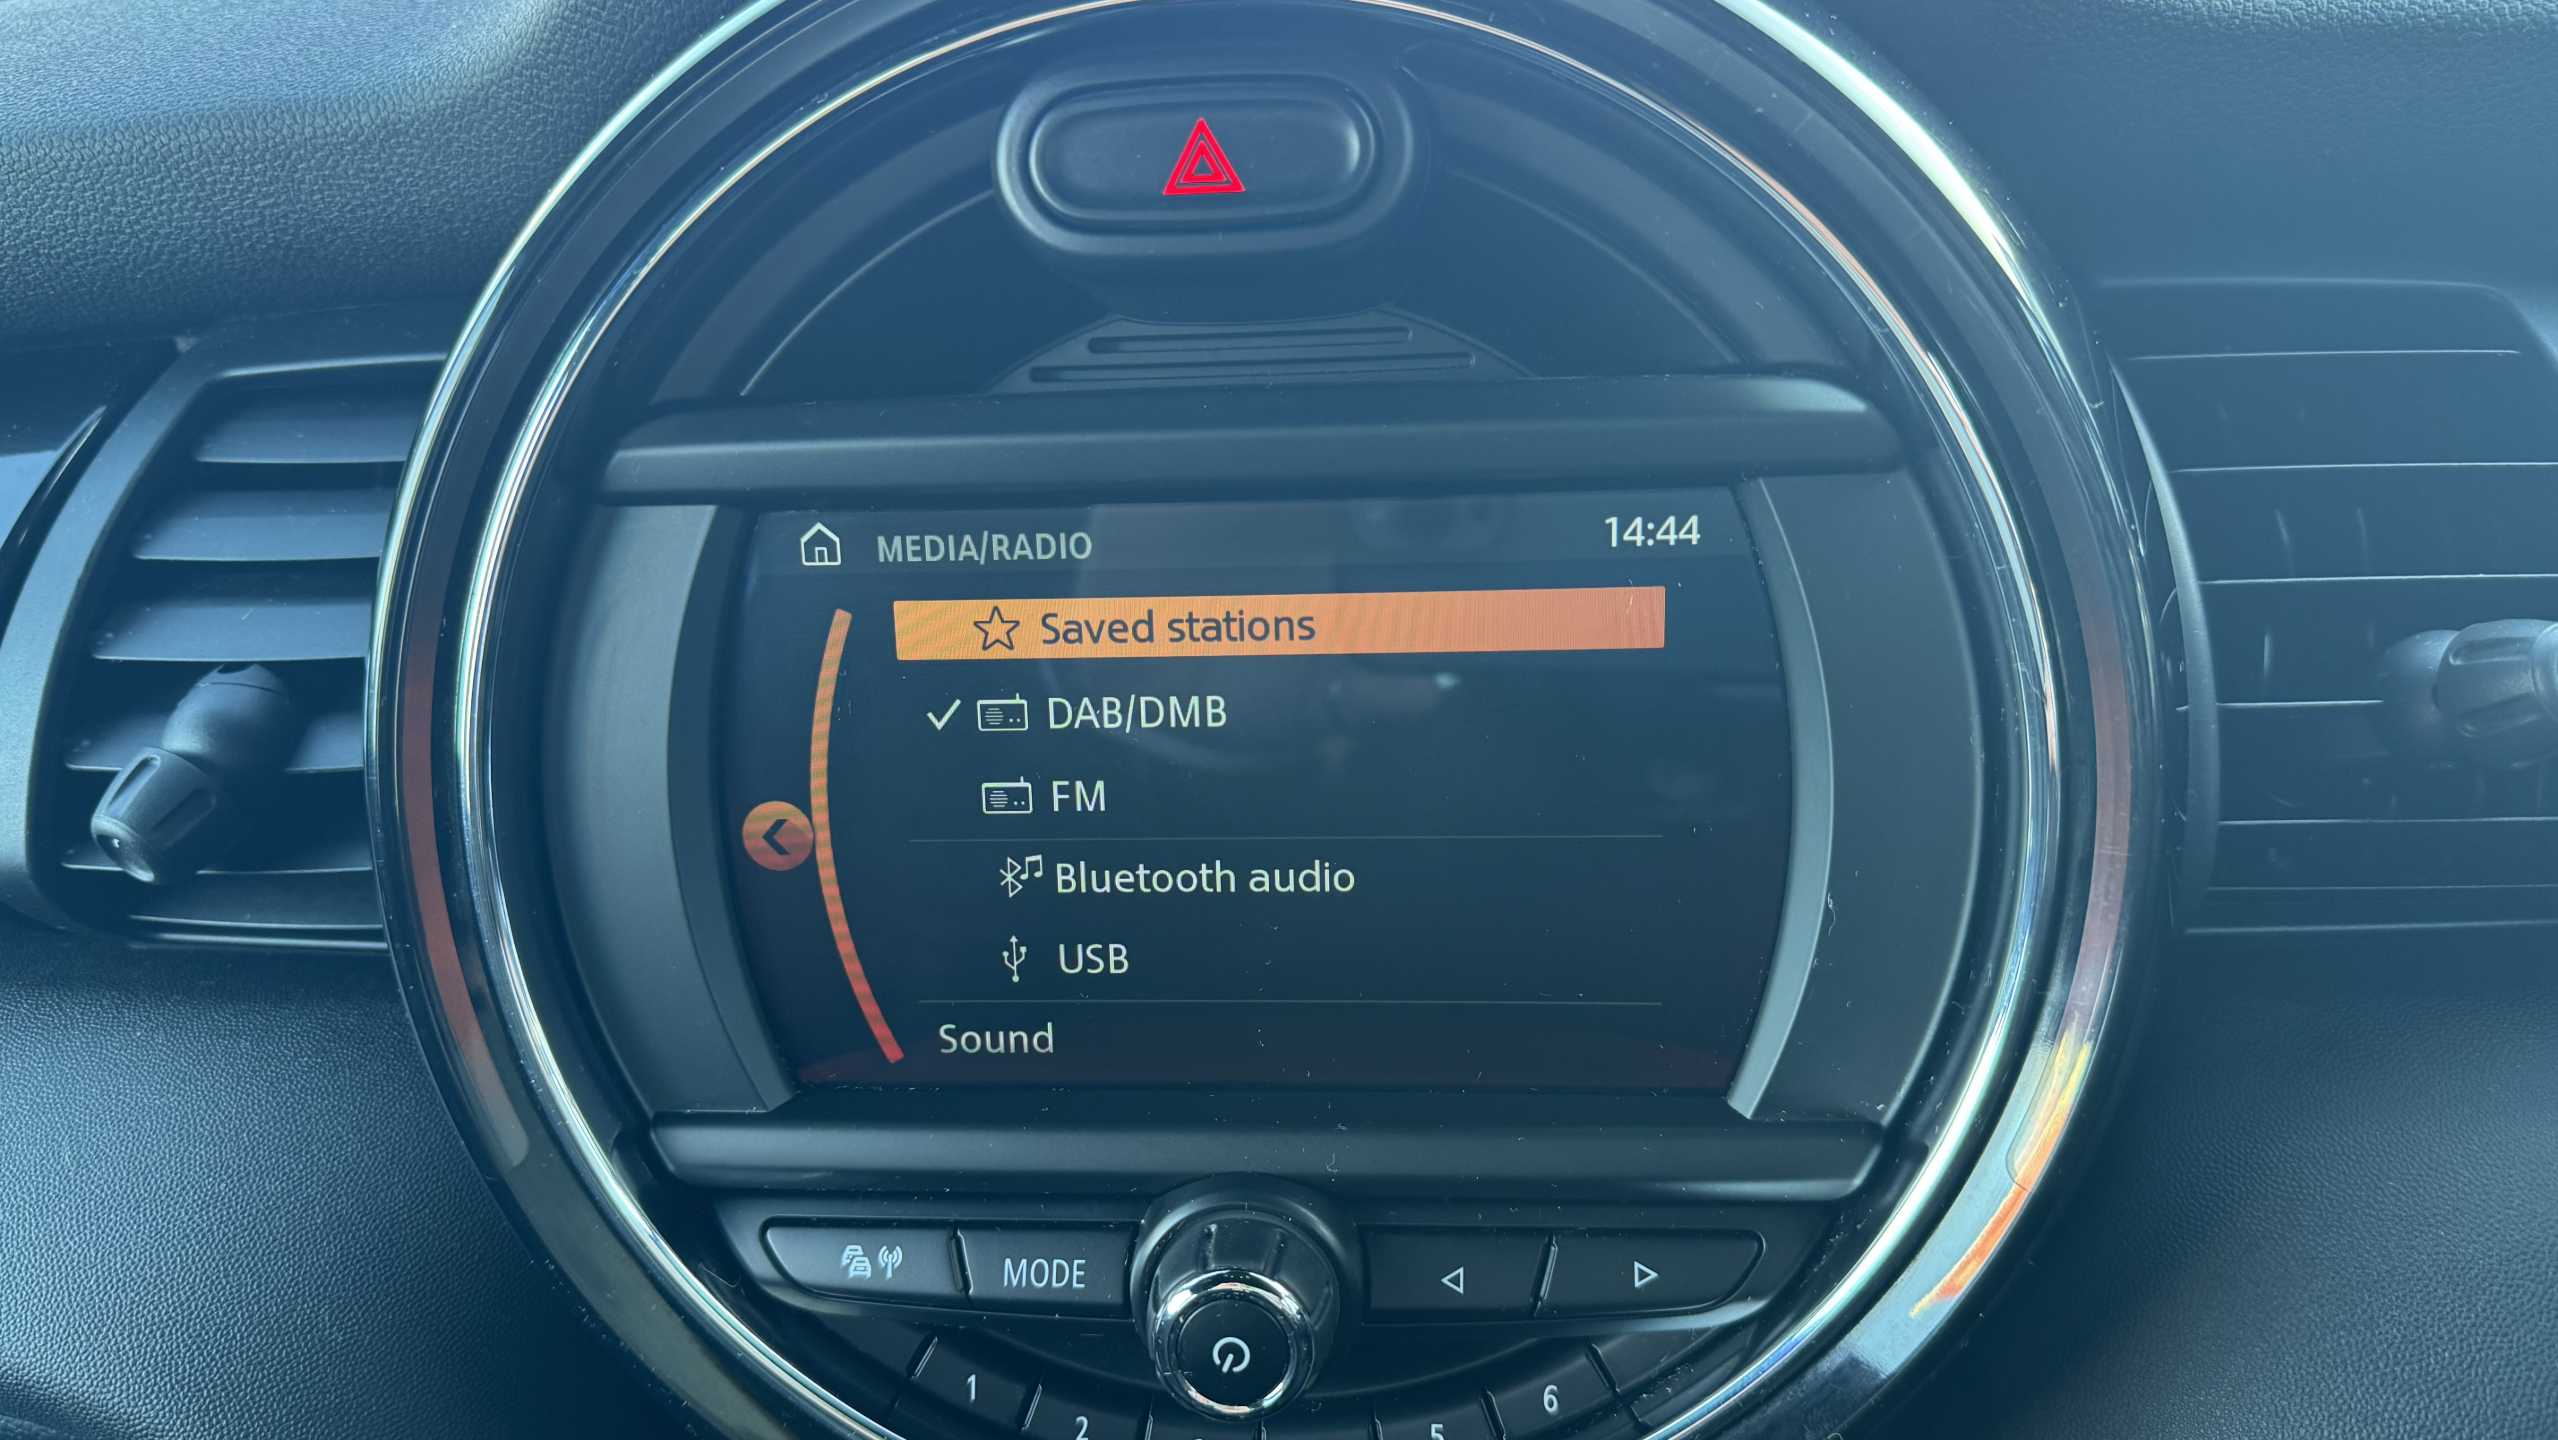 MEDIA/RADIO 14:44
Saved stations
DAB/DMB
FM
Bluetooth audio
USB
Sound
MODE
1
2
5
6